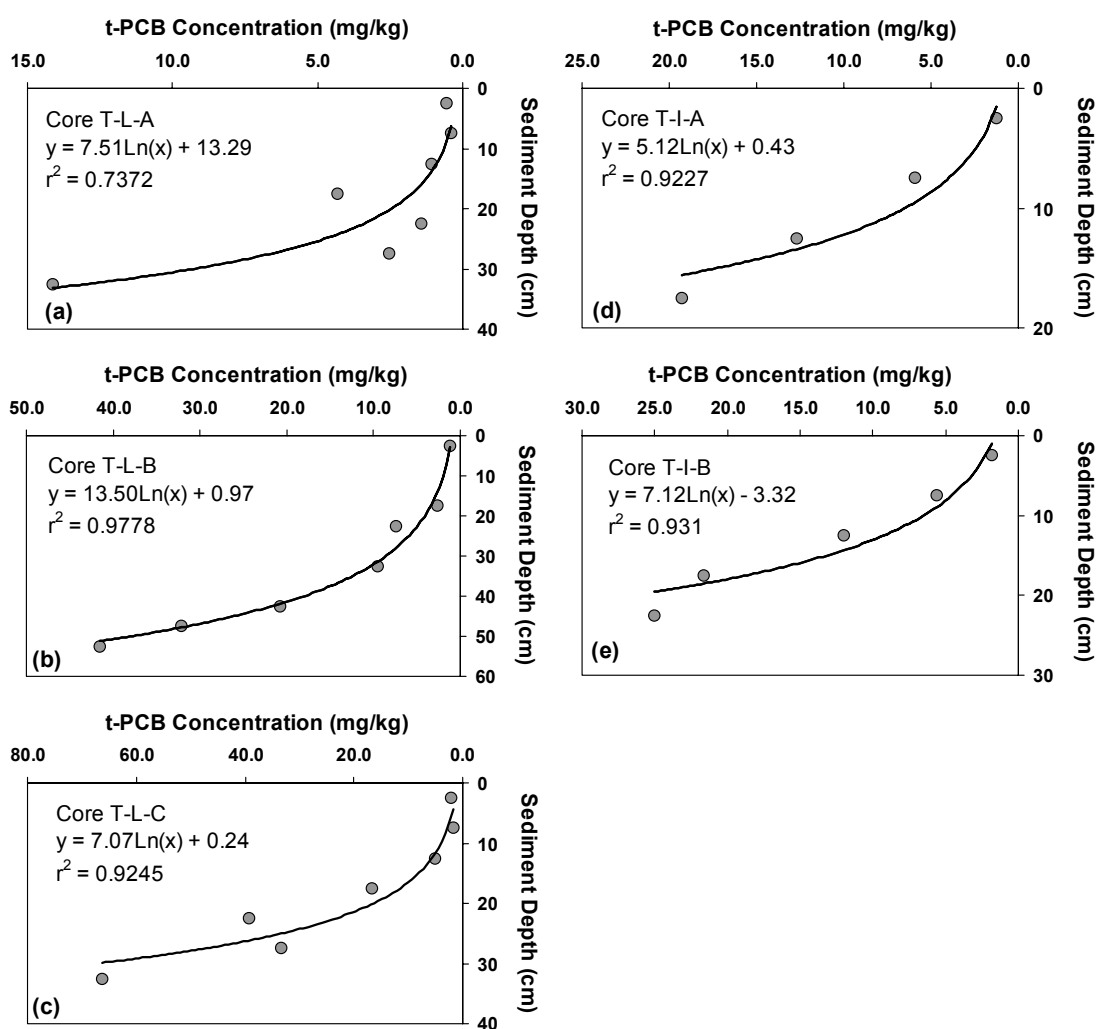 t-PCB Concentration (mg/kg)
15.0 10.0 5.0 0.0
0
10
20
30
40
Sediment Depth (cm)
Core T-L-A
y = 7.51Ln(x) + 13.29
r² = 0.7372
(a)
t-PCB Concentration (mg/kg)
25.0 20.0 15.0 10.0 5.0 0.0
0
10
20
Sediment Depth (cm)
Core T-I-A
y = 5.12Ln(x) + 0.43
r² = 0.9227
(d)
t-PCB Concentration (mg/kg)
50.0 40.0 30.0 20.0 10.0 0.0
0
10
20
30
40
50
60
Sediment Depth (cm)
Core T-L-B
y = 13.50Ln(x) + 0.97
r² = 0.9778
(b)
t-PCB Concentration (mg/kg)
30.0 25.0 20.0 15.0 10.0 5.0 0.0
0
10
20
30
Sediment Depth (cm)
Core T-I-B
y = 7.12Ln(x) - 3.32
r² = 0.931
(e)
t-PCB Concentration (mg/kg)
80.0 60.0 40.0 20.0 0.0
0
10
20
30
40
Sediment Depth (cm)
Core T-L-C
y = 7.07Ln(x) + 0.24
r² = 0.9245
(c)